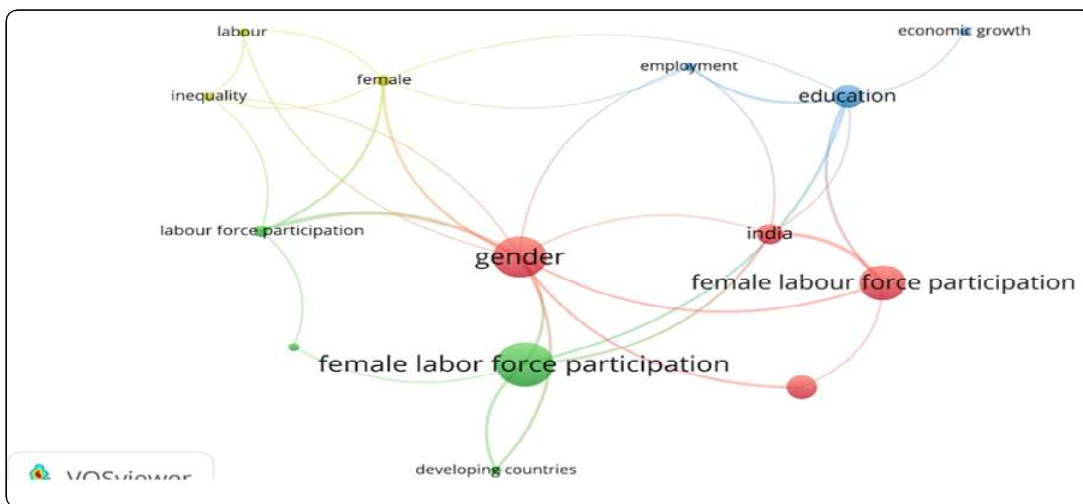 labour
economic growth
female
employment
inequality
education
labour force participation
india
gender
female labour force participation
female labor force participation
developing countries
VOSviewer